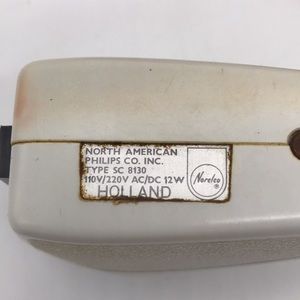 NORTH AMERICAN
PHILIPS CO. INC.
TYPE SC 8130
110V/220V AC/DC 12W
HOLLAND
Norelco
®